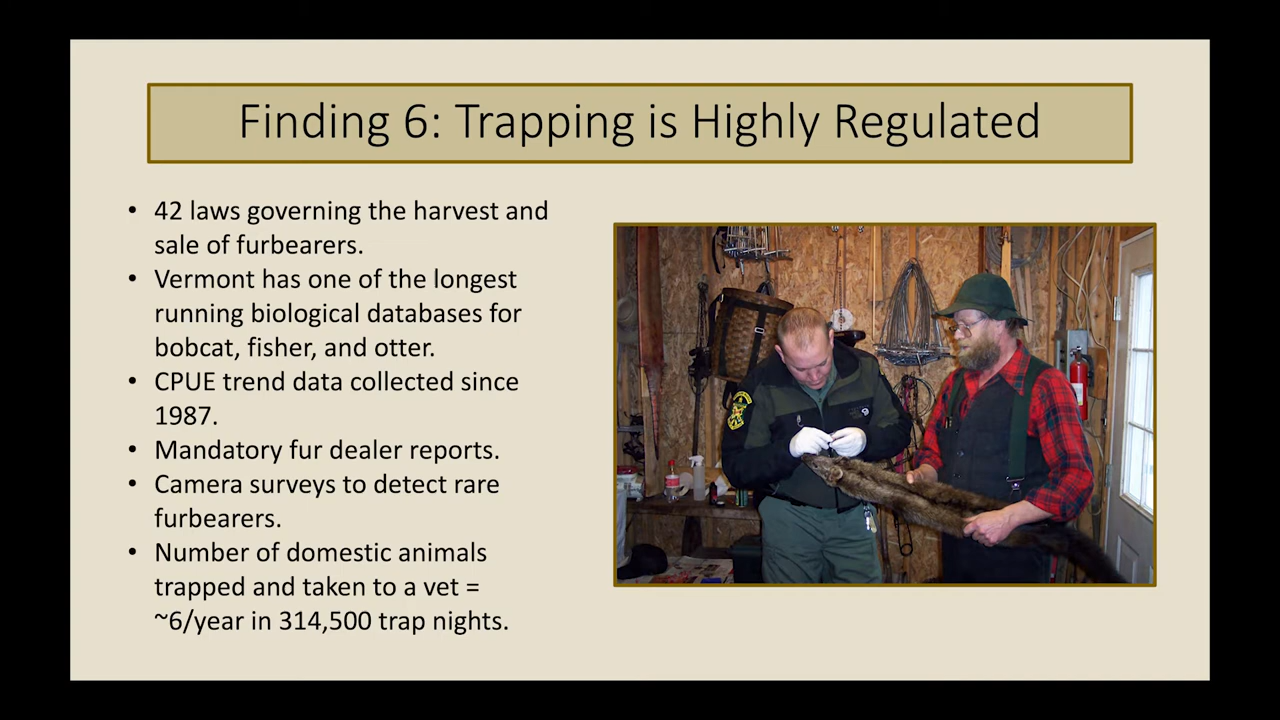 Finding 6: Trapping is Highly Regulated
• 42 laws governing the harvest and
sale of furbearers.
• Vermont has one of the longest
running biological databases for
bobcat, fisher, and otter.
• CPUE trend data collected since
1987.
• Mandatory fur dealer reports.
• Camera surveys to detect rare
furbearers.
• Number of domestic animals
trapped and taken to a vet =
~6/year in 314,500 trap nights.